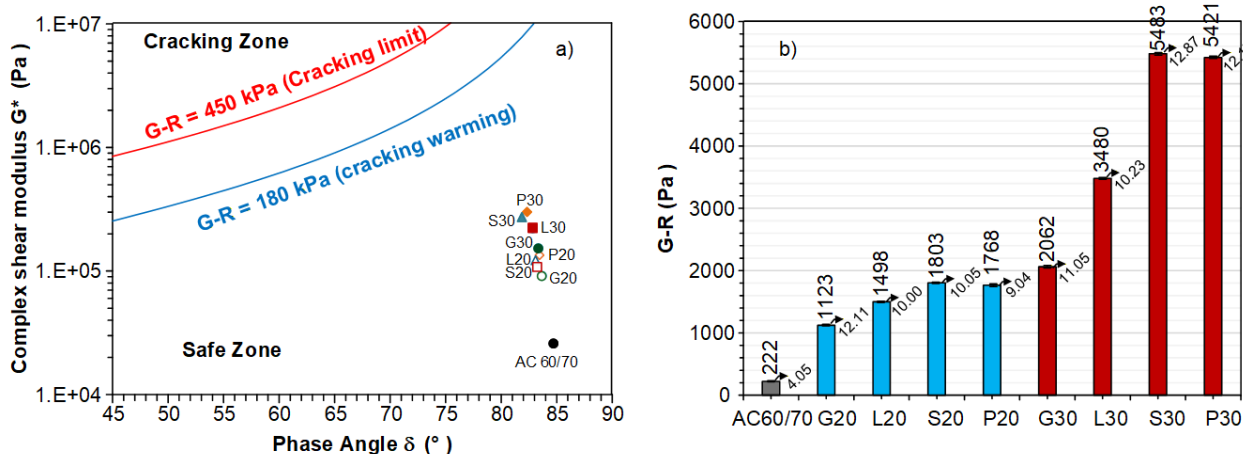 a)
Complex shear modulus G* (Pa)
1.E+07
1.E+06
1.E+05
1.E+04
Cracking Zone
G-R = 450 kPa (Cracking limit)
G-R = 180 kPa (cracking warming)
P30
S30
L30
G30
L20
P20
S20
G20
Safe Zone
AC 60/70
45 50 55 60 65 70 75 80 85 90
Phase Angle δ (°)
b)
G-R (Pa)
6000
5000
4000
3000
2000
1000
0
222
4.05
1123
12.11
1498
10.00
1803
10.05
1768
9.04
2062
11.05
3480
10.23
5483
12.87
5421
AC60/70 G20 L20 S20 P20 G30 L30 S30 P30